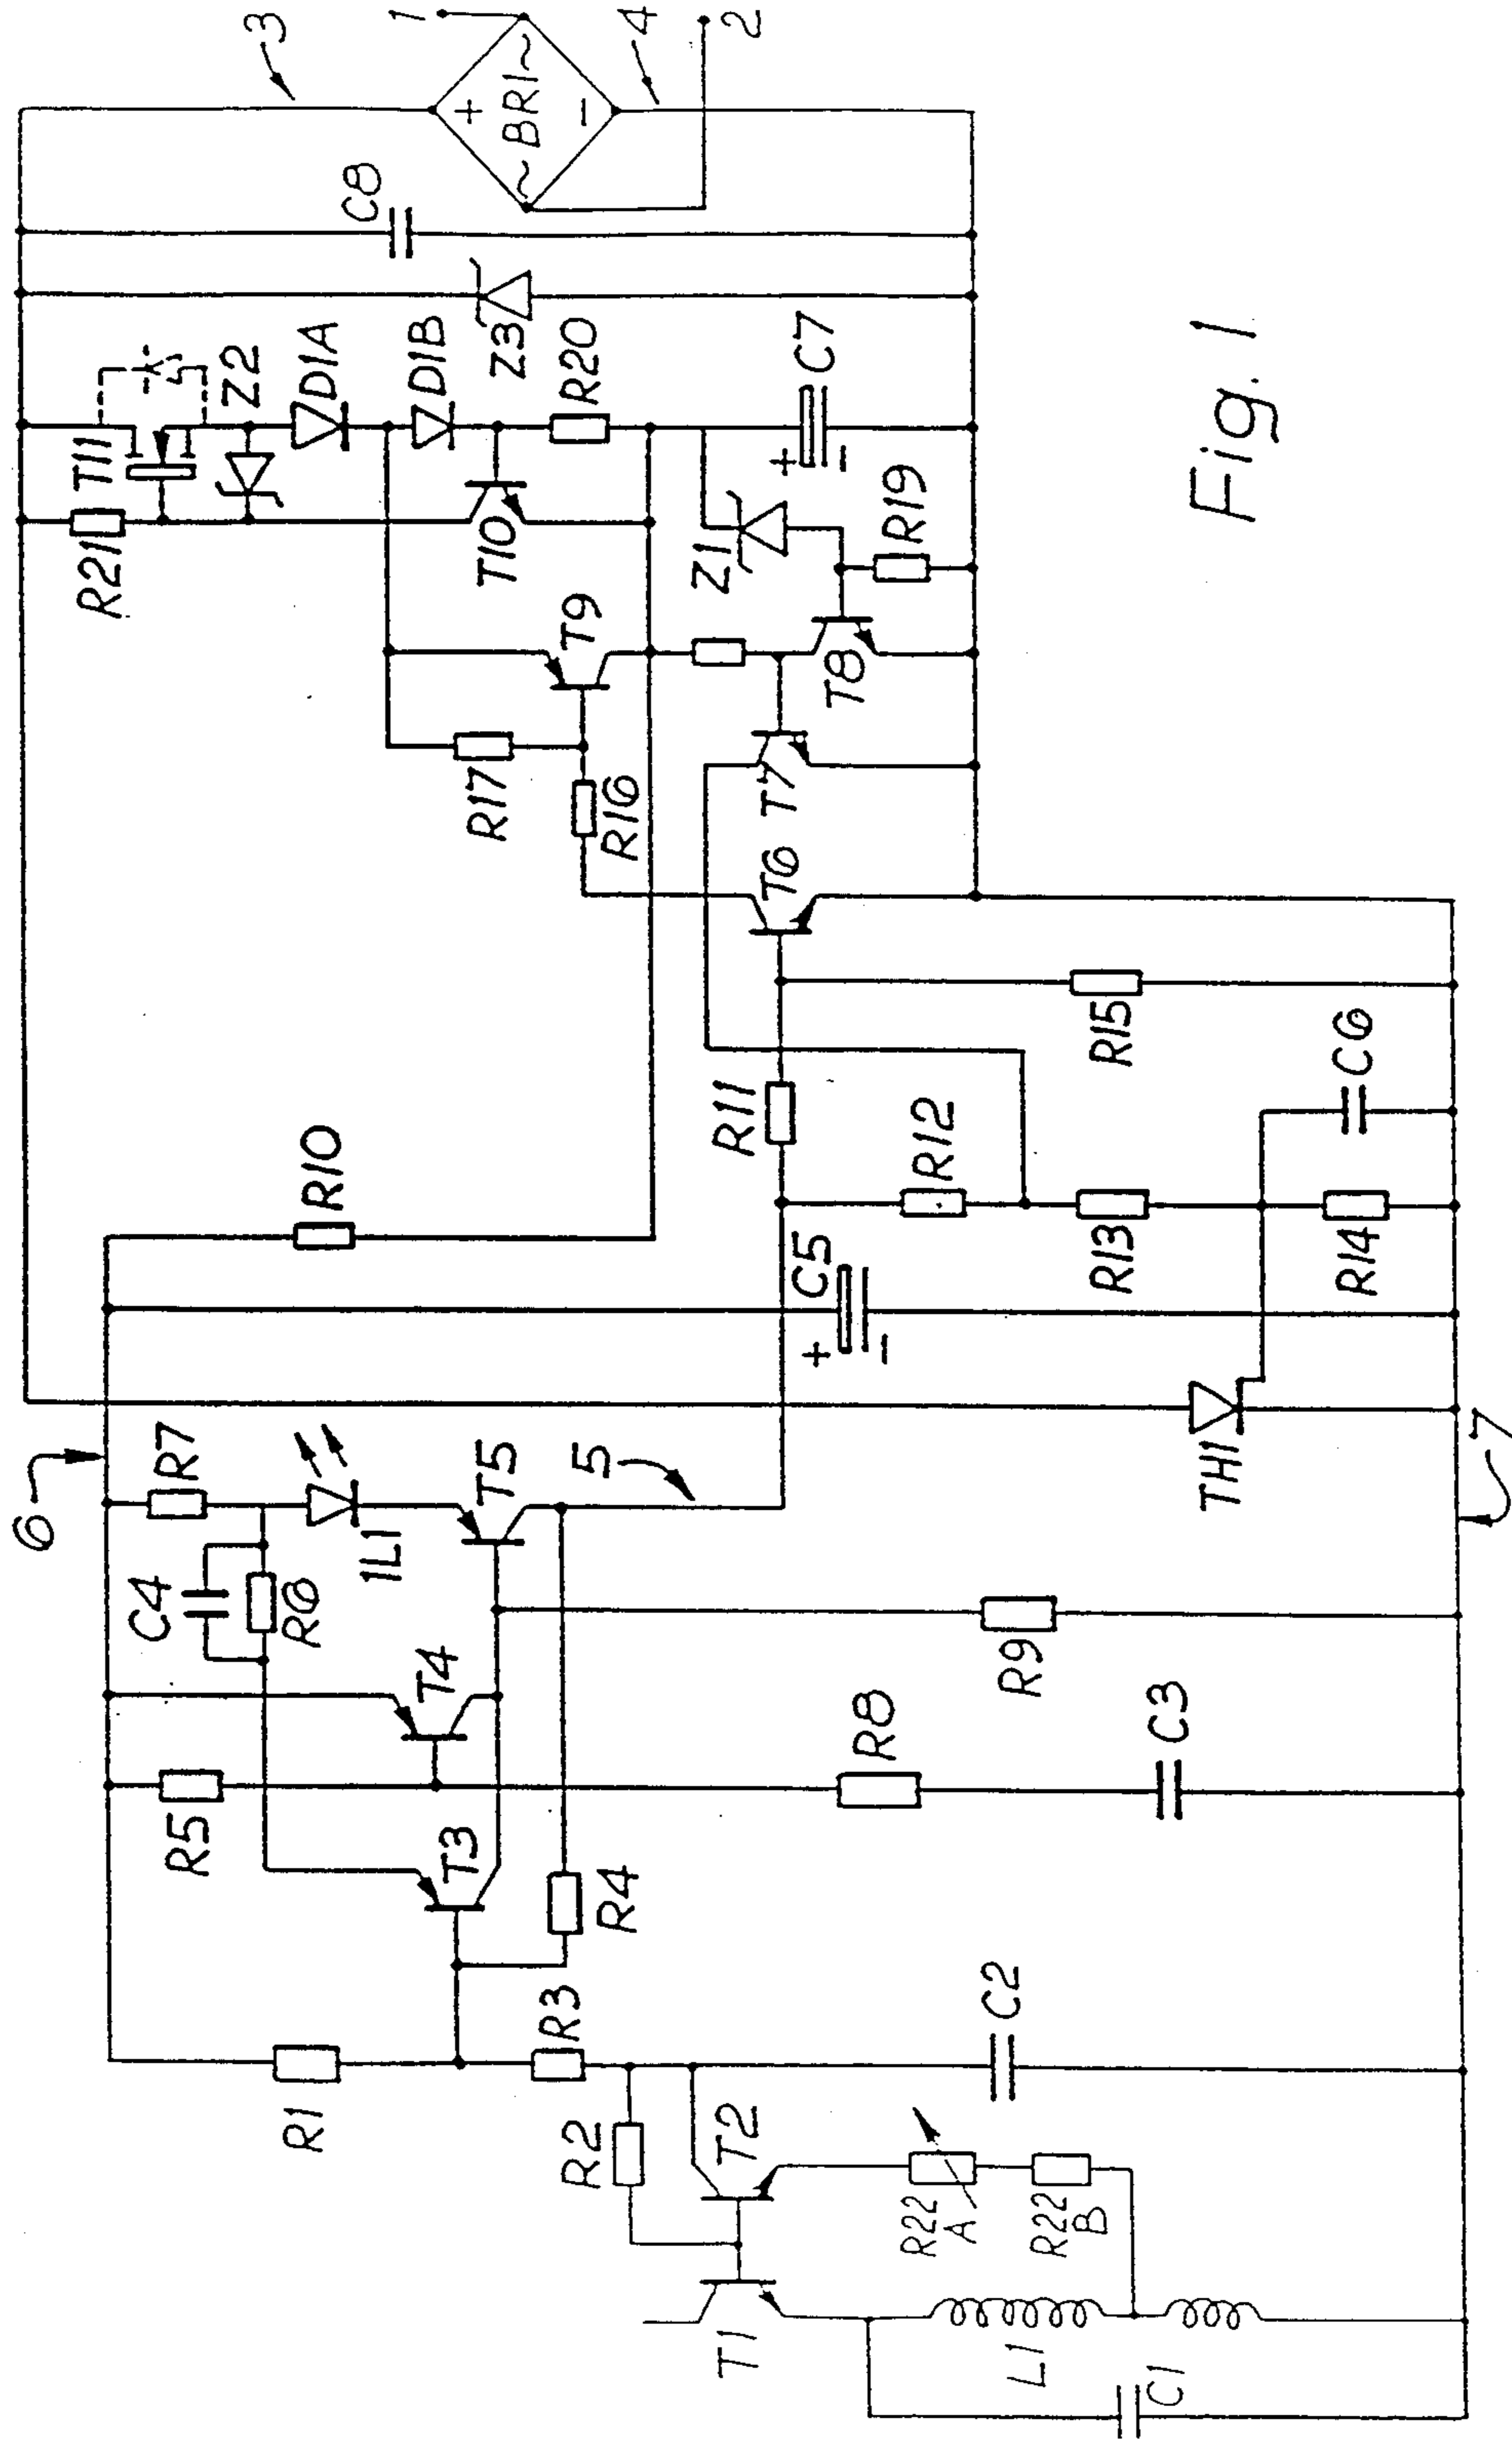 3
1
4
2
BR1
+
~
~
−
C8
Z3
T11
Z2
D1A
D1B
R20
C7
+
−
R21
T10
Z1
R19
T9
T8
R17
R16
T7
T6
R15
R10
R11
R12
C6
C5
+
−
R13
R14
6
R7
T5
5
TH1
7
C4
1L1
R6
T4
R9
R8
C3
R5
T3
R4
R3
C2
R1
R2
T2
R22
A
R22
B
T1
L1
C1
Fig. 1